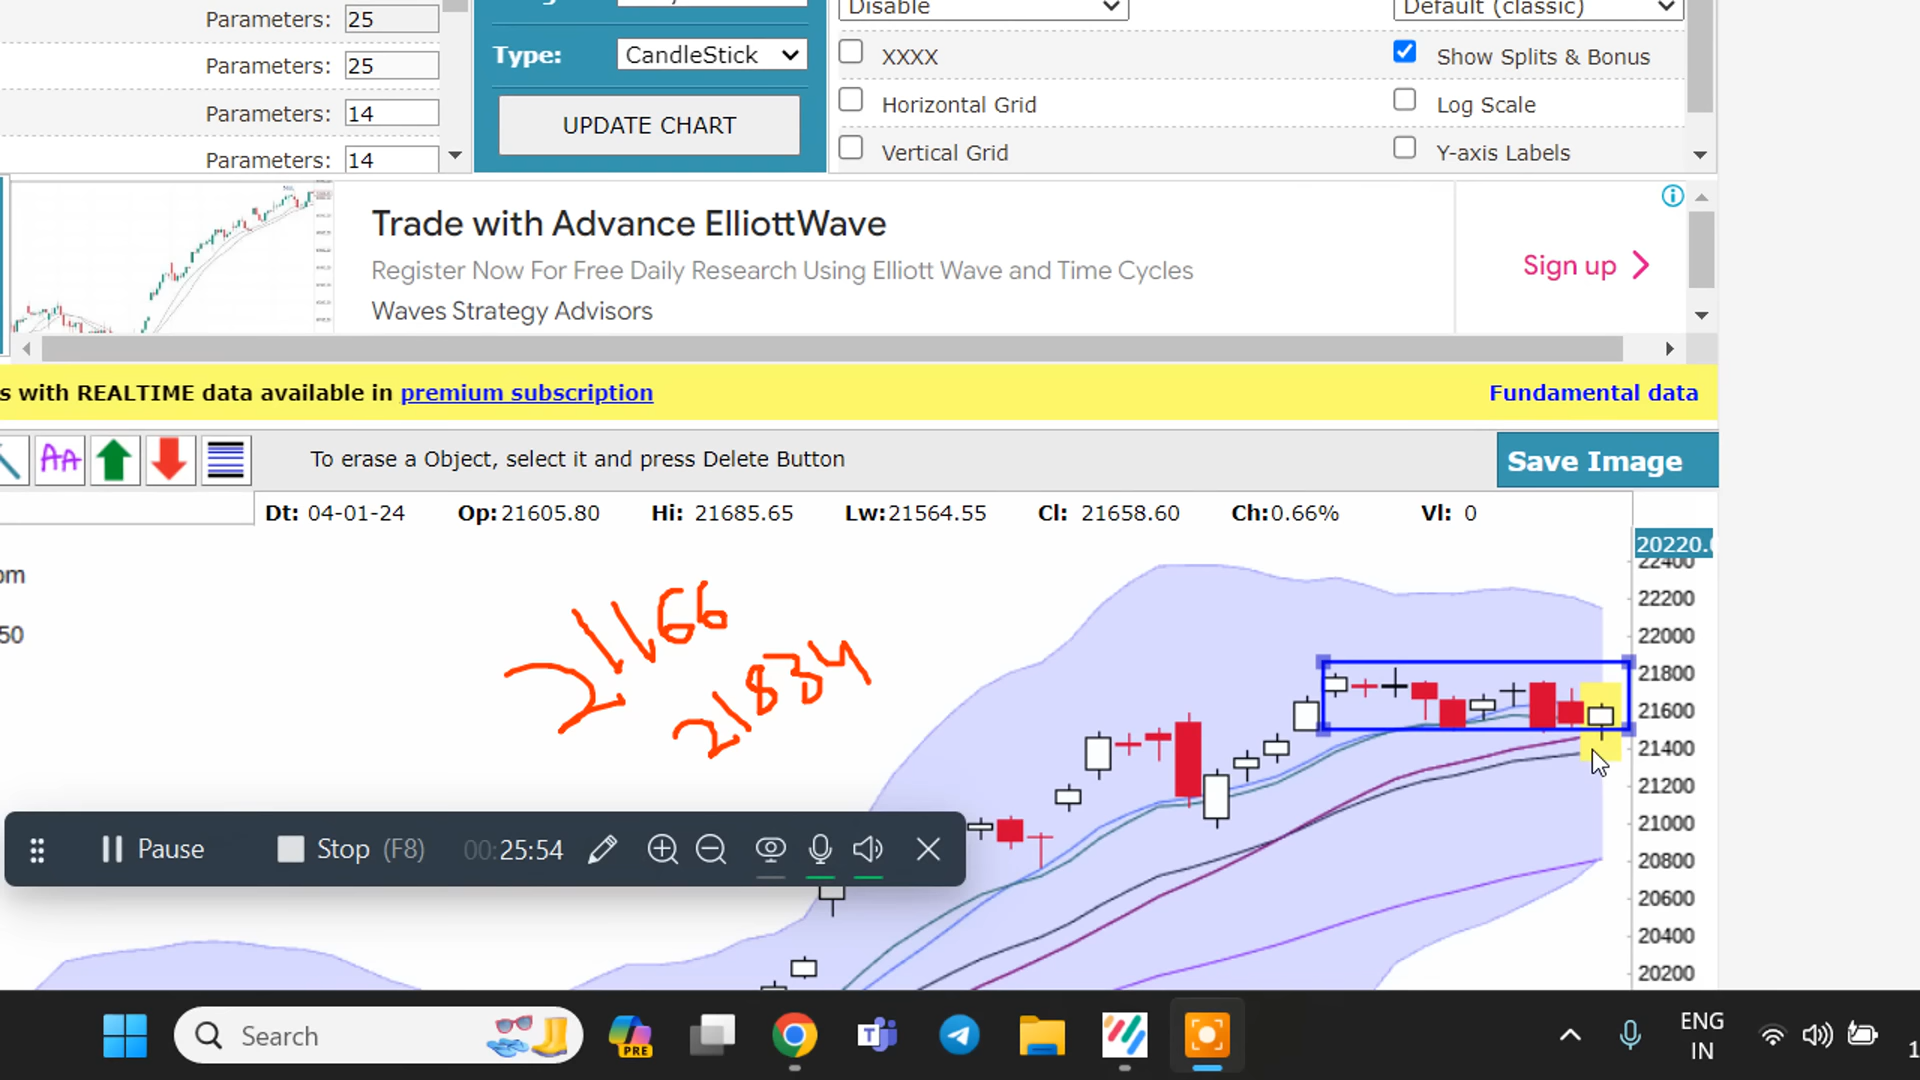 Parameters: 25
Parameters: 25
Parameters: 14
Parameters: 14
Type: CandleStick
UPDATE CHART
Disable
Default (classic)
XXXX
Show Splits & Bonus
Horizontal Grid
Log Scale
Vertical Grid
Y-axis Labels
Trade with Advance ElliottWave
Register Now For Free Daily Research Using Elliott Wave and Time Cycles
Waves Strategy Advisors
Sign up
s with REALTIME data available in premium subscription
Fundamental data
AA
To erase a Object, select it and press Delete Button
Save Image
Dt: 04-01-24 Op:21605.80 Hi: 21685.65 Lw:21564.55 Cl: 21658.60 Ch:0.66% Vl: 0
20220.
22400
om
50
21166
21834
22200
22000
21800
21600
21400
21200
21000
20800
20600
20400
20200
Pause
Stop (F8)
00:25:54
Search
PRE
T
ENG
IN